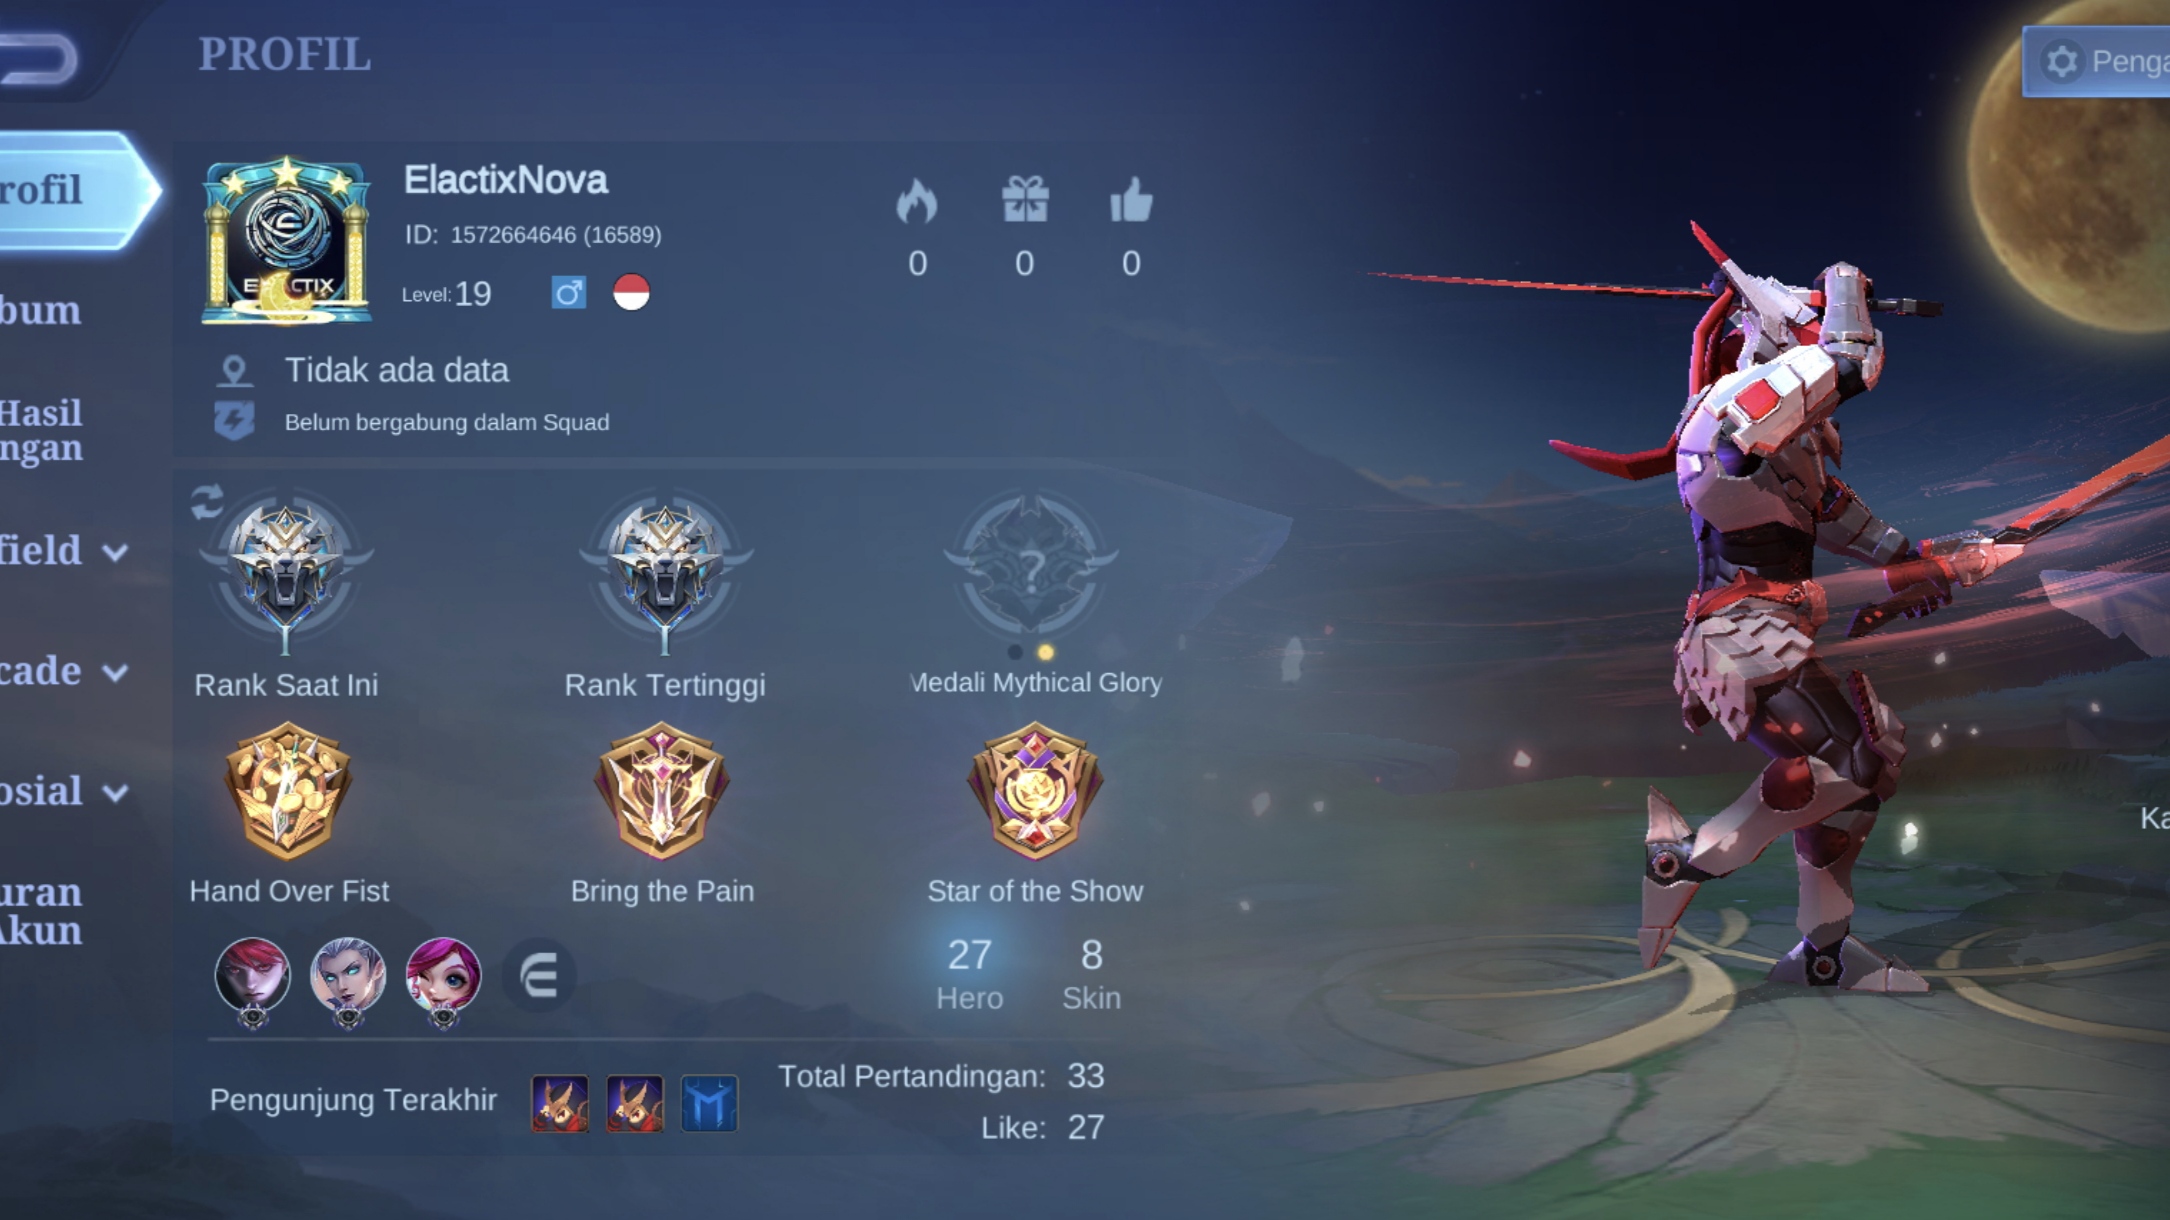 PROFIL
Penga
rofil
bum
Hasil
ngan
field
cade
osial
uran
Akun
ElactixNova
ID: 1572664646 (16589)
Level: 19
0
0
0
Tidak ada data
Belum bergabung dalam Squad
I
I
?
Rank Saat Ini
Rank Tertinggi
Medali Mythical Glory
Hand Over Fist
Bring the Pain
Star of the Show
27
Hero
8
Skin
Pengunjung Terakhir
Total Pertandingan: 33
Like: 27
Ka